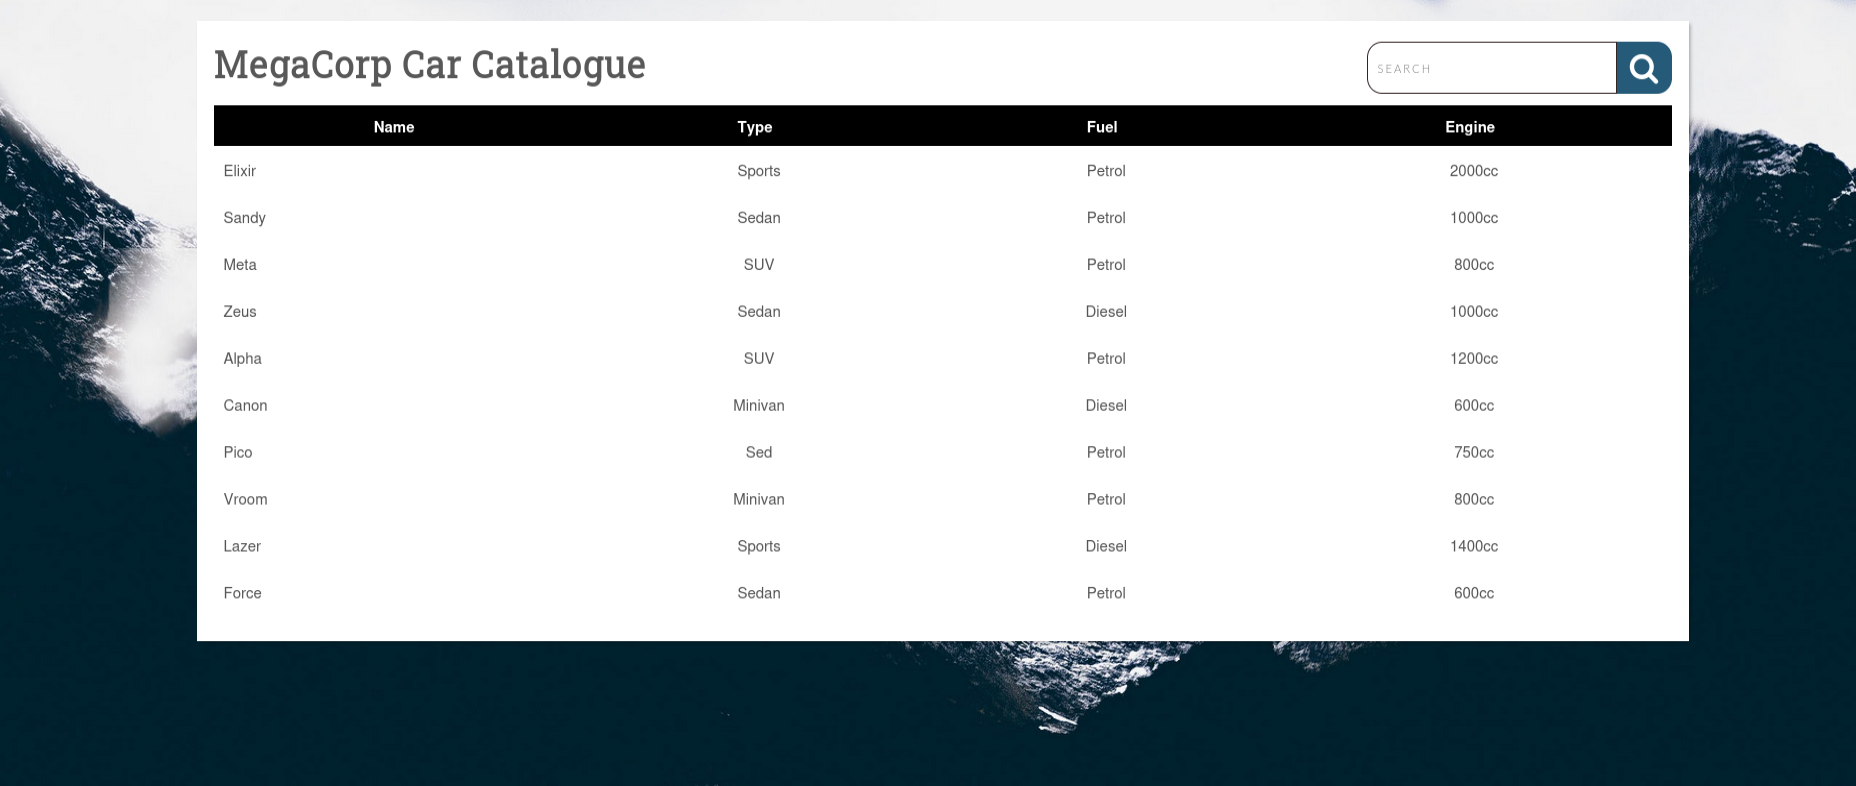 MegaCorp Car Catalogue
SEARCH
Name Type Fuel Engine
Elixir Sports Petrol 2000cc
Sandy Sedan Petrol 1000cc
Meta SUV Petrol 800cc
Zeus Sedan Diesel 1000cc
Alpha SUV Petrol 1200cc
Canon Minivan Diesel 600cc
Pico Sed Petrol 750cc
Vroom Minivan Petrol 800cc
Lazer Sports Diesel 1400cc
Force Sedan Petrol 600cc